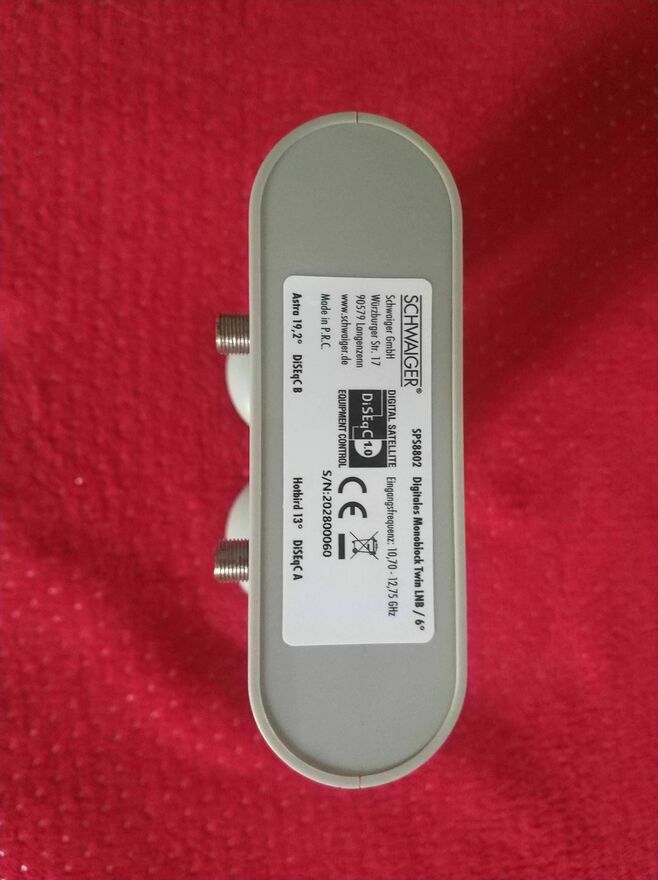 SCHWAIGER®
SPS8802 Digitales Monoblock Twin LNB / 6°
Schwaiger GmbH
Würzburger Str. 17
90579 Langenzenn
www.schwaiger.de
Made in P.R.C.
DIGITAL SATELLITE
DiSEqC 1.0
EQUIPMENT CONTROL
Eingangsfrequenz: 10,70 - 12,75 GHz
CE
S/N:202800060
Astra 19,2° DiSEqC B
Hotbird 13° DiSEqC A